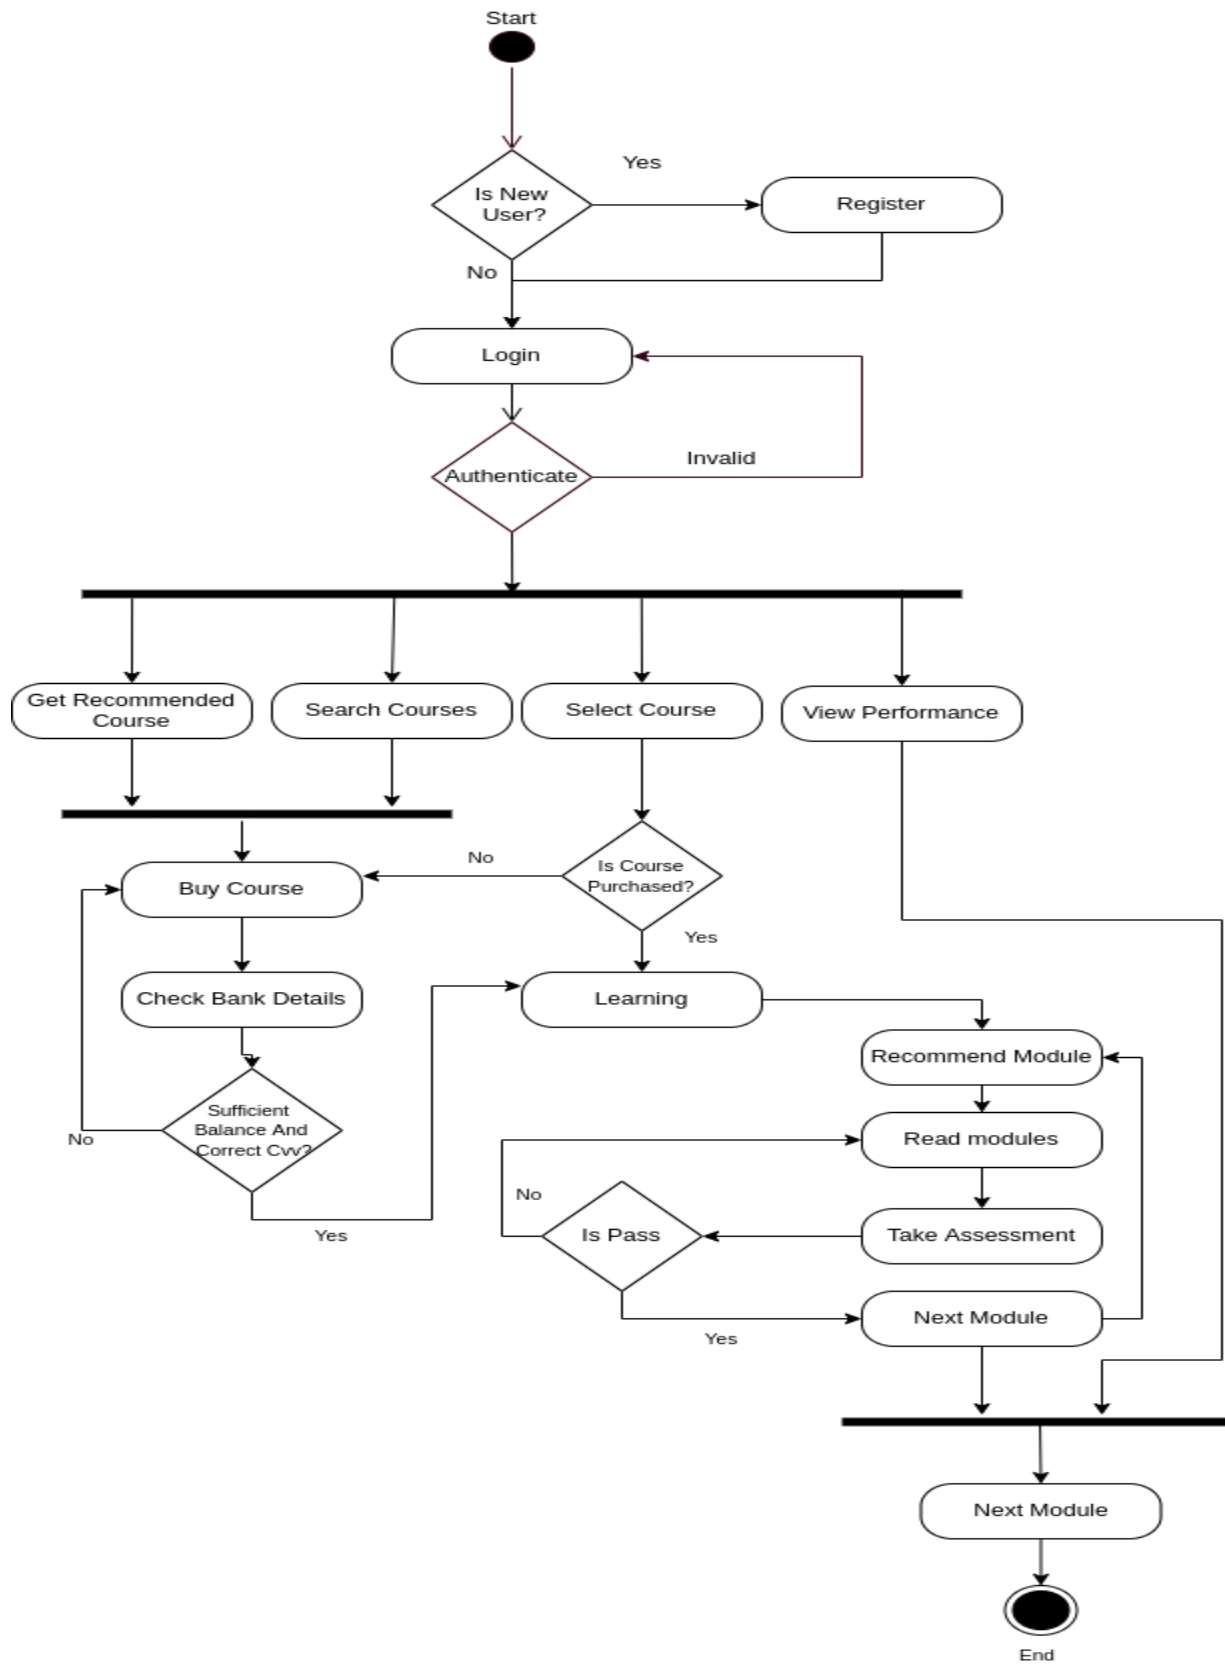 Start
Is New
User?
Yes
Register
No
Login
Authenticate
Invalid
Get Recommended
Course
Search Courses
Select Course
View Performance
Is Course
Purchased?
No
Buy Course
Yes
Check Bank Details
Learning
Recommend Module
Sufficient
Balance And
Correct Cvv?
No
Read modules
No
Yes
Is Pass
Take Assessment
Next Module
Yes
Next Module
End